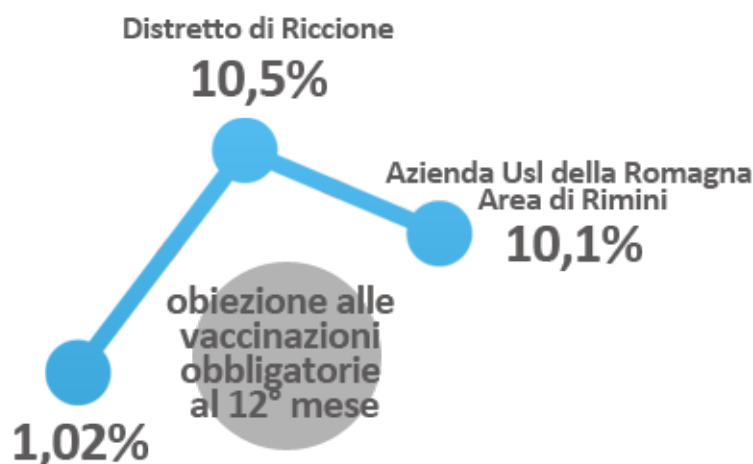 Distretto di Riccione
10,5%
Azienda Usl della Romagna
Area di Rimini
10,1%
obiezione alle
vaccinazioni
obbligatorie
al 12° mese
1,02%